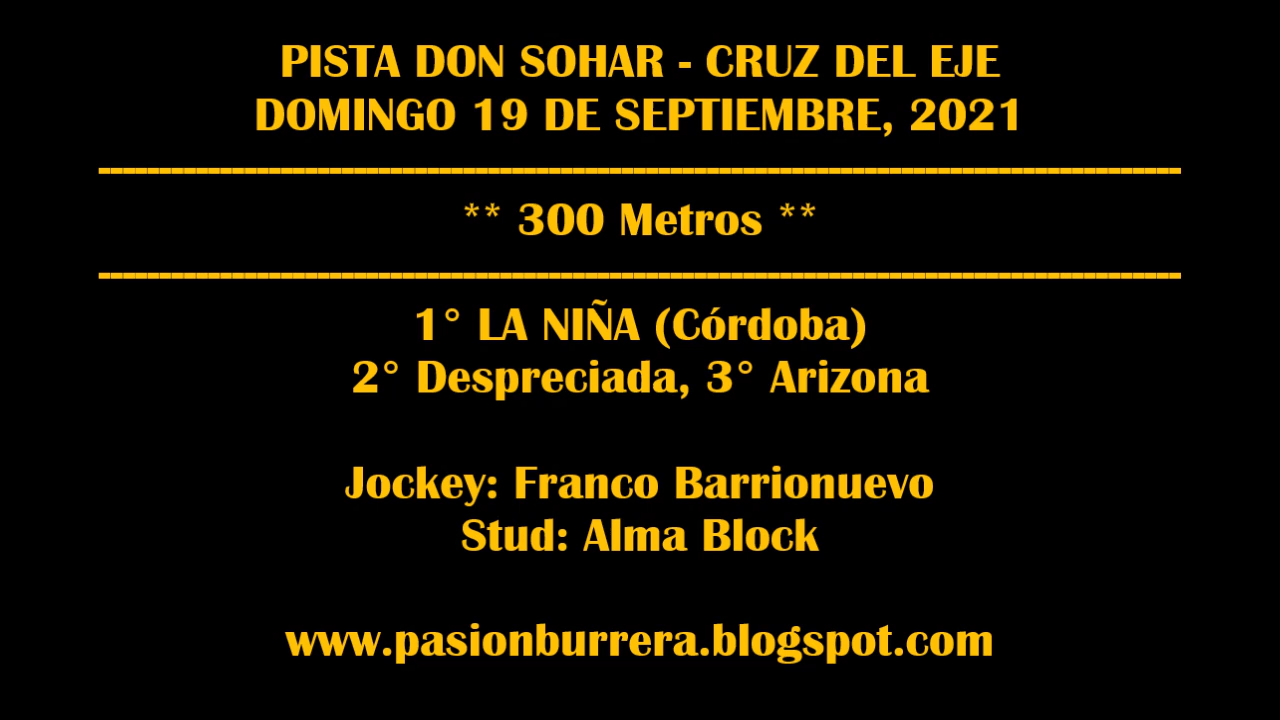 PISTA DON SOHAR - CRUZ DEL EJE
DOMINGO 19 DE SEPTIEMBRE, 2021
** 300 Metros **
1° LA NIÑA (Córdoba)
2° Despreciada, 3° Arizona
Jockey: Franco Barrionuevo
Stud: Alma Block
www.pasionburrera.blogspot.com